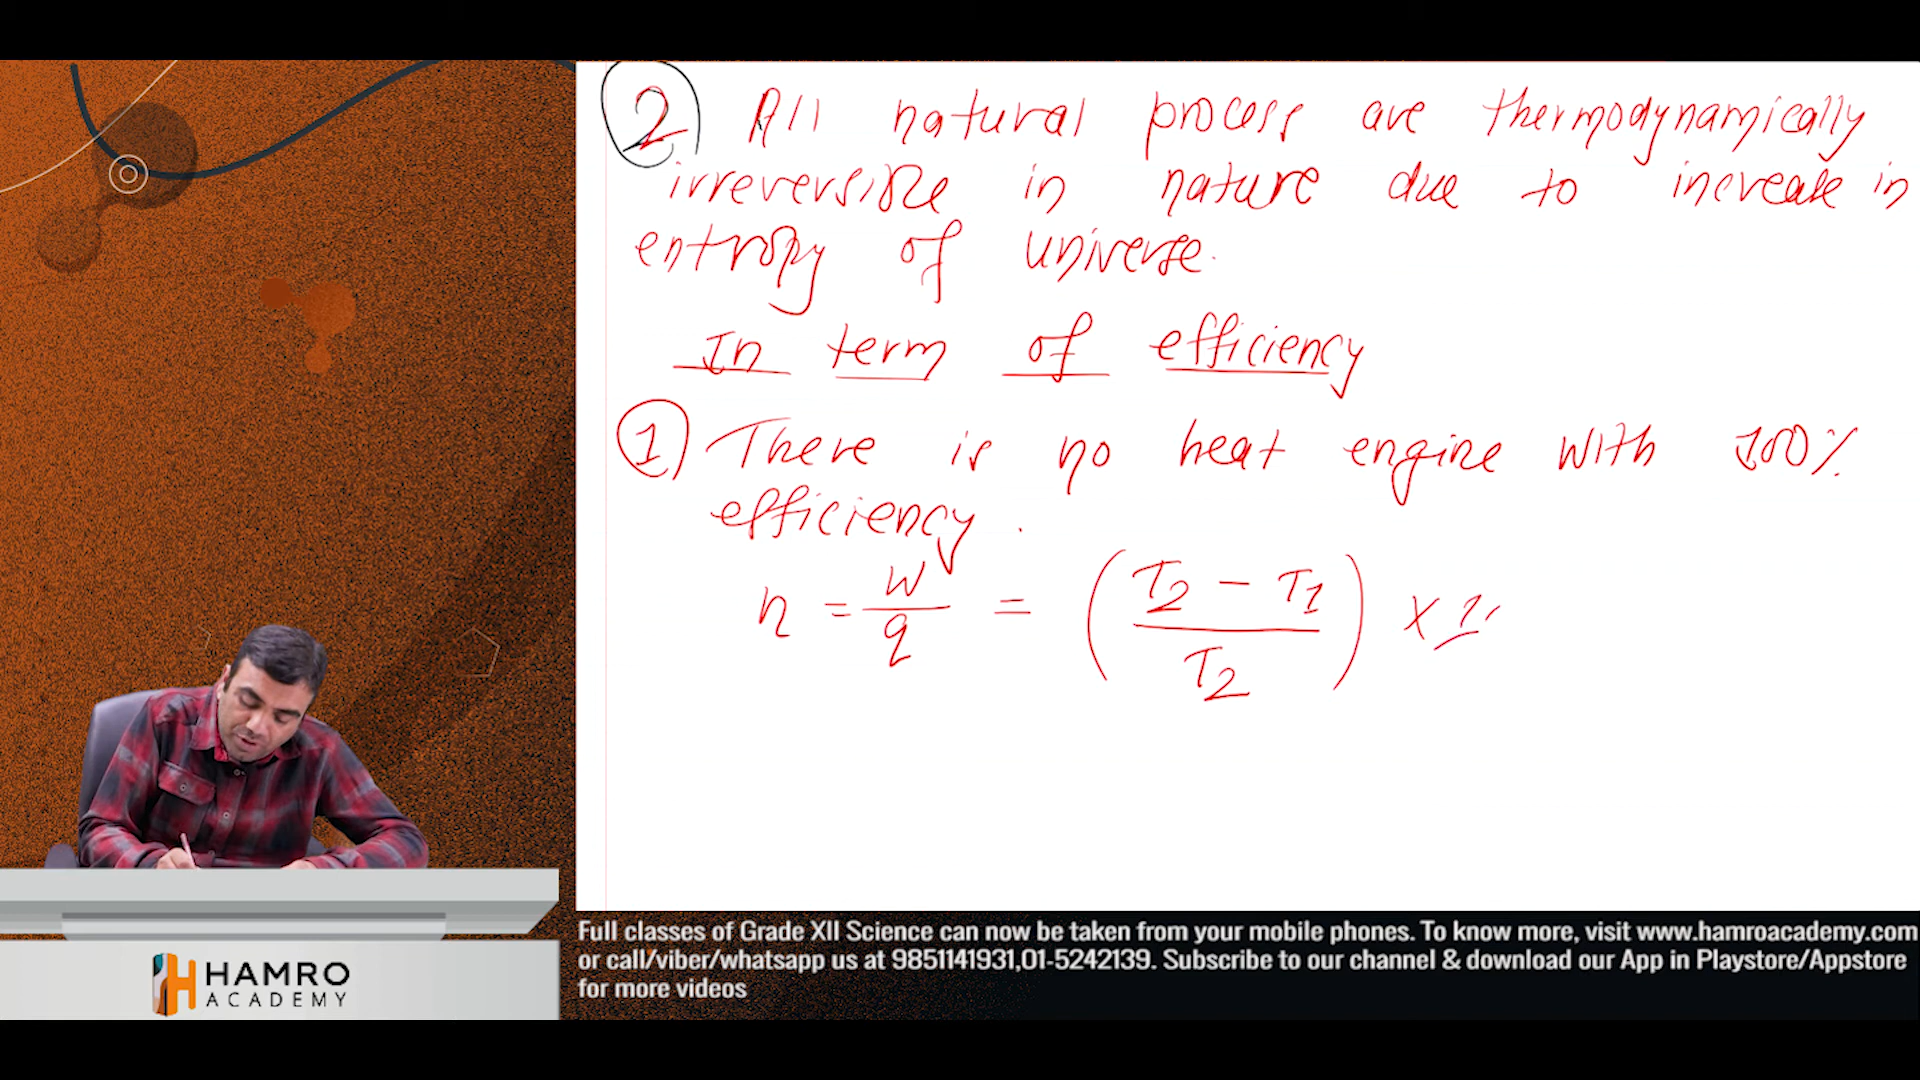 2 All natural process are thermodynamically
irreversible in nature due to increase in
entropy of universe.
In term of efficiency
1 There is no heat engine with 100%
efficiency.
η = w/q = (T2 - T1 / T2) ×
Full classes of Grade XII Science can now be taken from your mobile phones. To know more, visit www.hamroacademy.com
or call/viber/whatsapp us at 9851141931,01-5242139. Subscribe to our channel & download our App in Playstore/Appstore
for more videos
HAMRO
ACADEMY